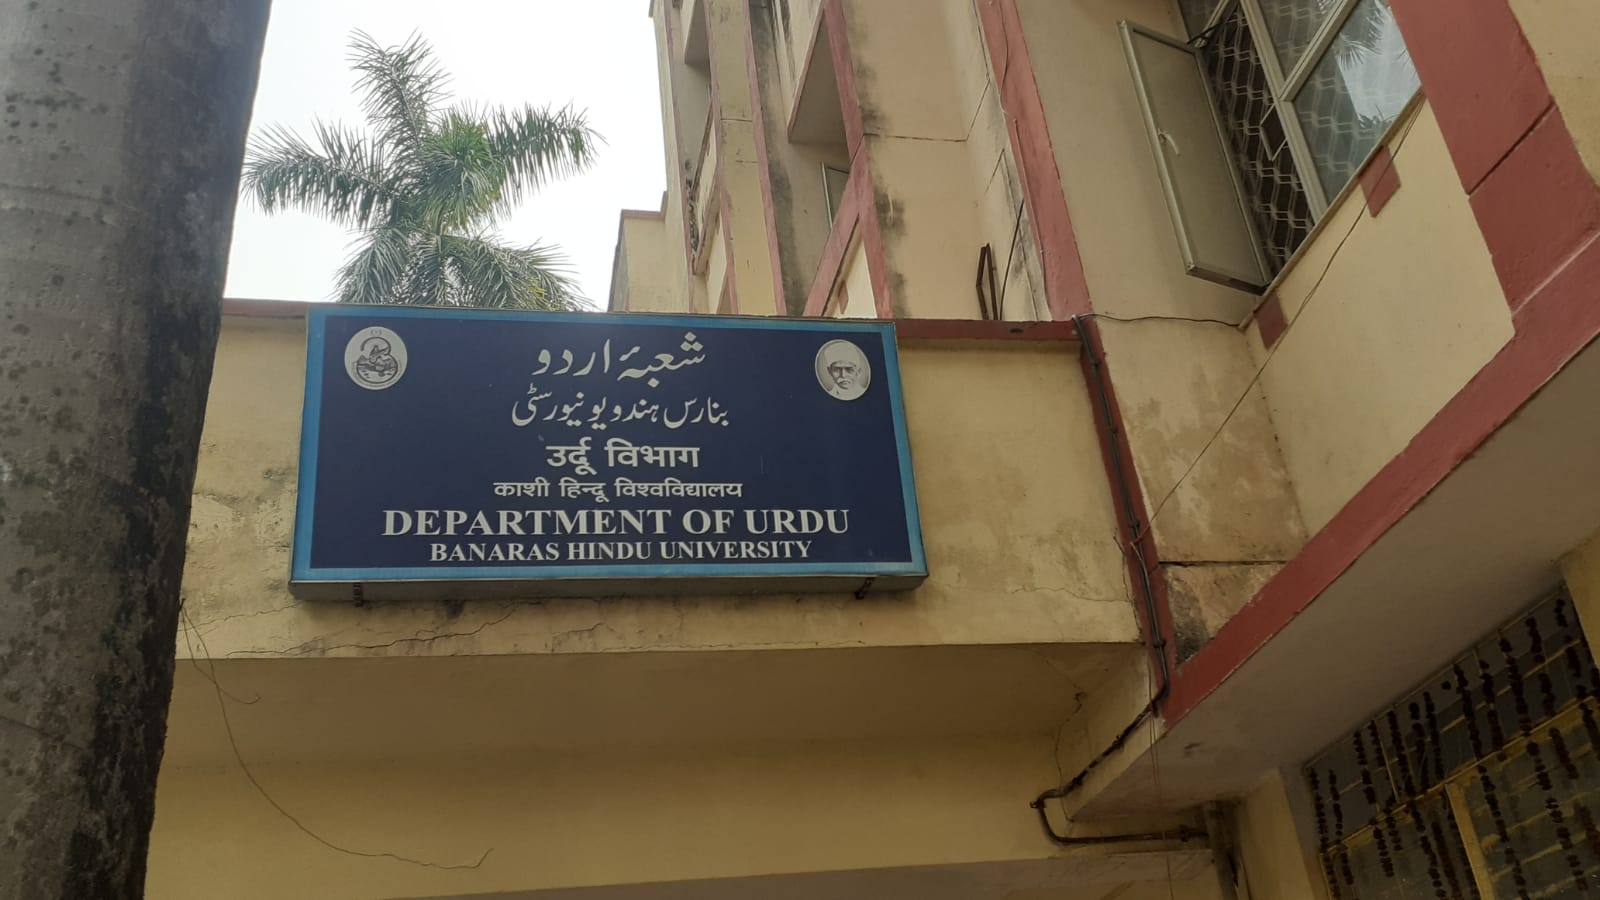 شعبۂ اردو
بنارس ہندو یونیورسٹی
उर्दू विभाग
काशी हिन्दू विश्वविद्यालय
DEPARTMENT OF URDU
BANARAS HINDU UNIVERSITY